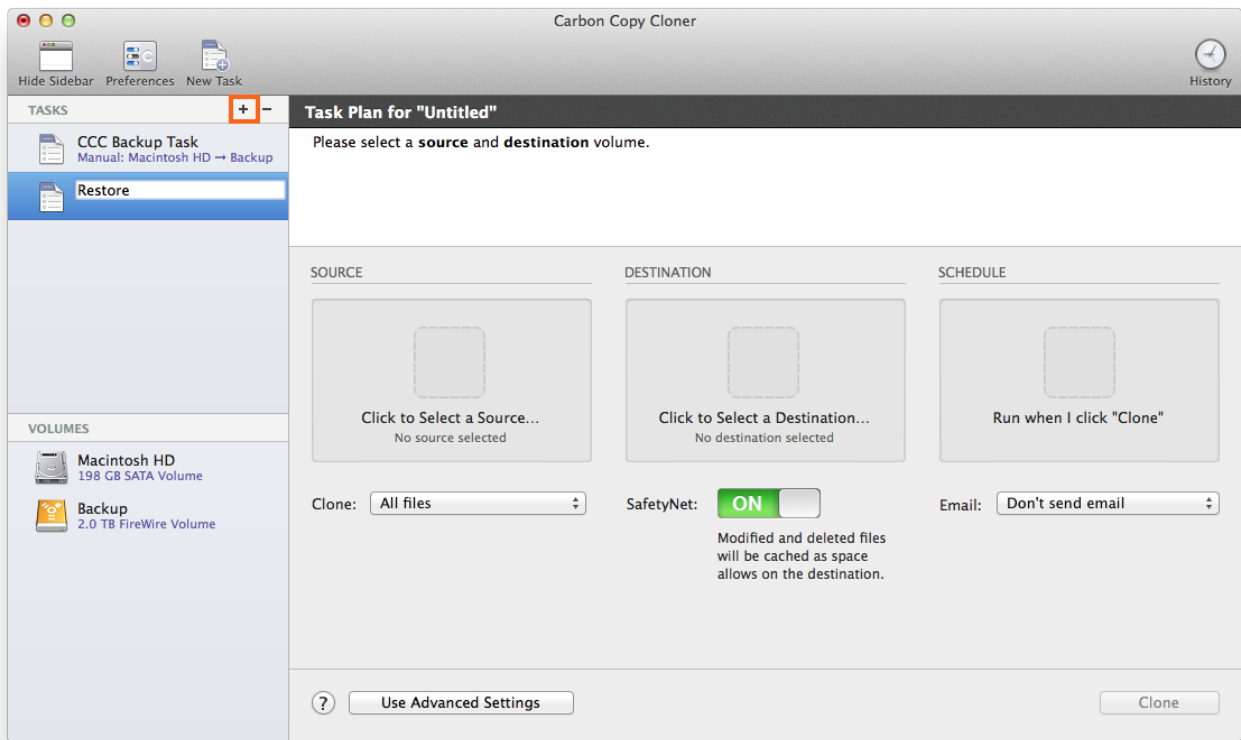 Carbon Copy Cloner
Hide Sidebar
Preferences
New Task
History
TASKS
+ −
CCC Backup Task
Manual: Macintosh HD → Backup
Restore
VOLUMES
Macintosh HD
198 GB SATA Volume
Backup
2.0 TB FireWire Volume
Task Plan for "Untitled"
Please select a source and destination volume.
SOURCE
Click to Select a Source...
No source selected
Clone: All files
DESTINATION
Click to Select a Destination...
No destination selected
SafetyNet: ON
Modified and deleted files
will be cached as space
allows on the destination.
SCHEDULE
Run when I click "Clone"
Email: Don't send email
? Use Advanced Settings
Clone